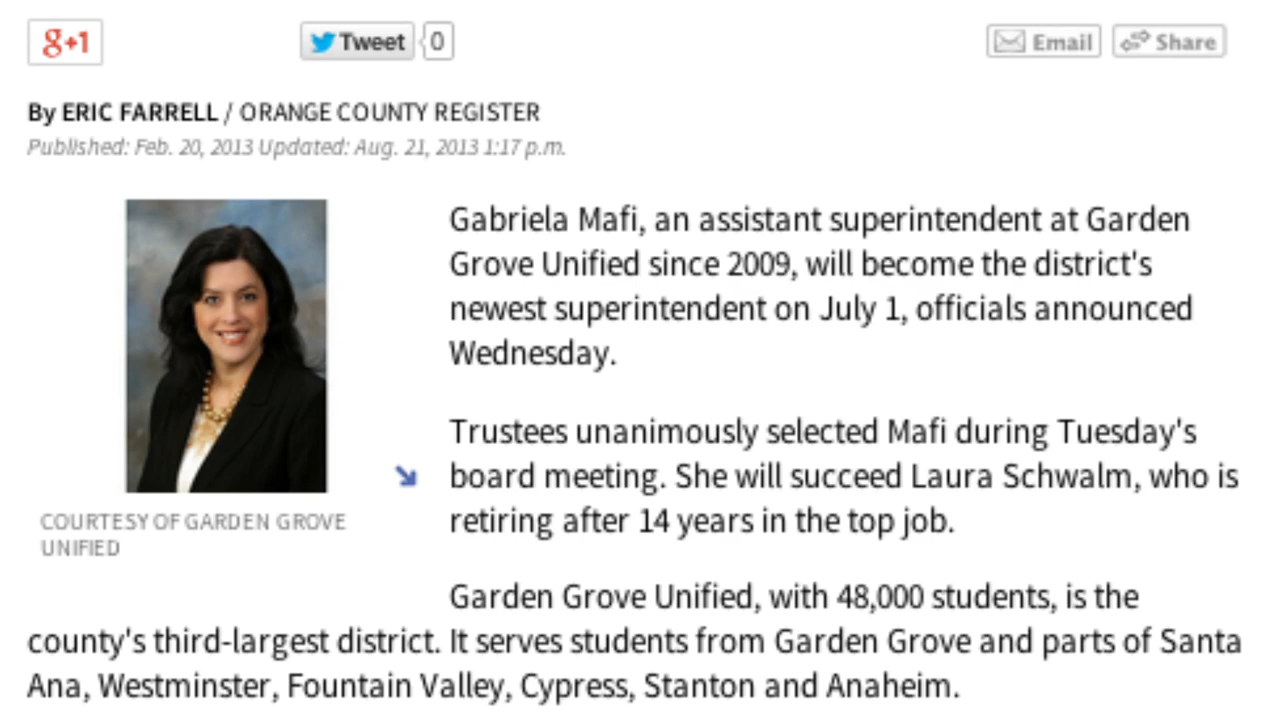 g+1
Tweet 0
Email Share
By ERIC FARRELL / ORANGE COUNTY REGISTER
Published: Feb. 20, 2013 Updated: Aug. 21, 2013 1:17 p.m.
COURTESY OF GARDEN GROVE
UNIFIED
Gabriela Mafi, an assistant superintendent at Garden
Grove Unified since 2009, will become the district's
newest superintendent on July 1, officials announced
Wednesday.
Trustees unanimously selected Mafi during Tuesday's
board meeting. She will succeed Laura Schwalm, who is
retiring after 14 years in the top job.
Garden Grove Unified, with 48,000 students, is the
county's third-largest district. It serves students from Garden Grove and parts of Santa
Ana, Westminster, Fountain Valley, Cypress, Stanton and Anaheim.